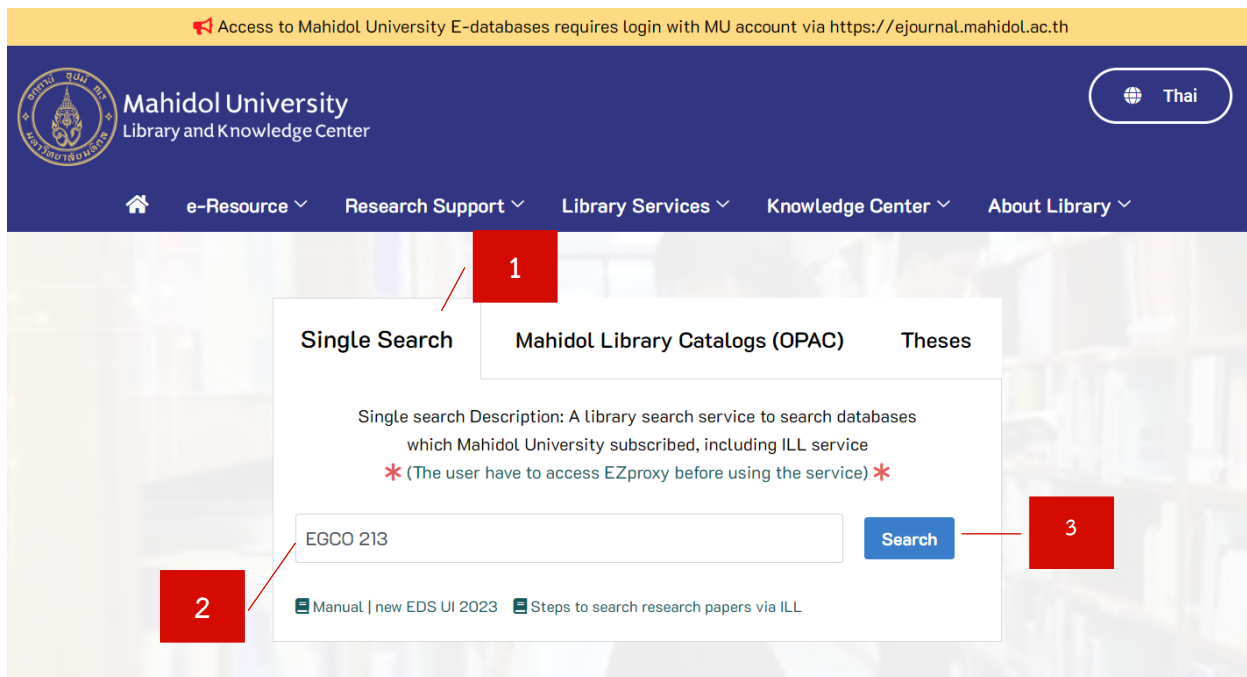 Access to Mahidol University E-databases requires login with MU account via https://ejournal.mahidol.ac.th
Mahidol University
Library and Knowledge Center
Thai
e-Resource
Research Support
Library Services
Knowledge Center
About Library
1
Single Search
Mahidol Library Catalogs (OPAC)
Theses
Single search Description: A library search service to search databases
which Mahidol University subscribed, including ILL service
(The user have to access EZproxy before using the service)
EGCO 213
Search
3
2
Manual | new EDS UI 2023
Steps to search research papers via ILL